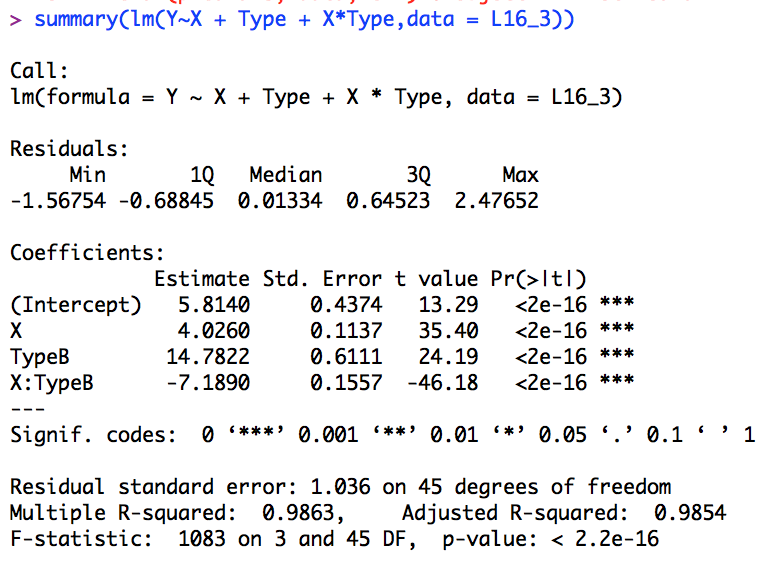 > summary(lm(Y~X + Type + X*Type,data = L16_3))
Call:
lm(formula = Y ~ X + Type + X * Type, data = L16_3)
Residuals:
Min 1Q Median 3Q Max
-1.56754 -0.68845 0.01334 0.64523 2.47652
Coefficients:
Estimate Std. Error t value Pr(>|t|)
(Intercept) 5.8140 0.4374 13.29 <2e-16 ***
X 4.0260 0.1137 35.40 <2e-16 ***
TypeB 14.7822 0.6111 24.19 <2e-16 ***
X:TypeB -7.1890 0.1557 -46.18 <2e-16 ***
---
Signif. codes: 0 ‘***’ 0.001 ‘**’ 0.01 ‘*’ 0.05 ‘.’ 0.1 ‘ ’ 1
Residual standard error: 1.036 on 45 degrees of freedom
Multiple R-squared: 0.9863, Adjusted R-squared: 0.9854
F-statistic: 1083 on 3 and 45 DF, p-value: < 2.2e-16